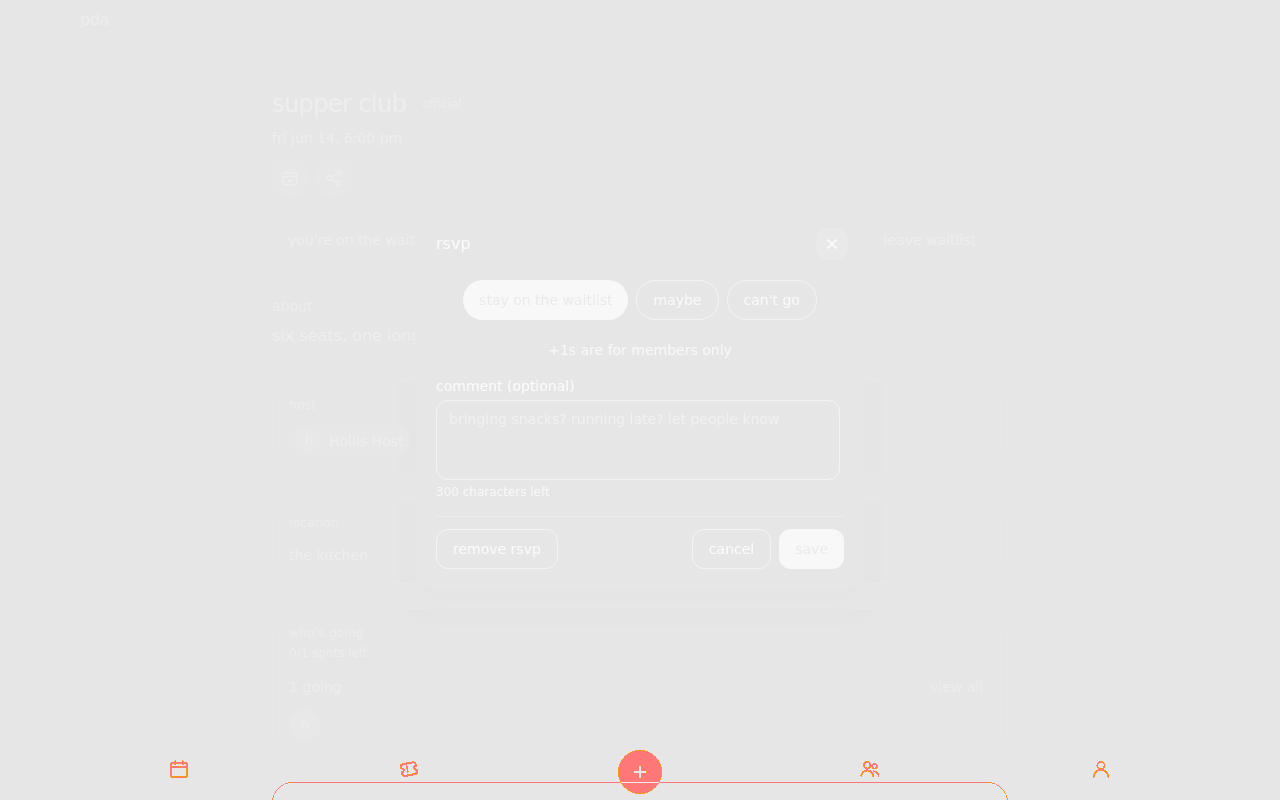 pda
supper club official
fri jun 14, 6:00 pm
you're on the wait
leave waitlist
rsvp
stay on the waitlist
maybe
can't go
+1s are for members only
about
six seats, one long
comment (optional)
bringing snacks? running late? let people know
300 characters left
host
Hollis Host
location
the kitchen
remove rsvp
cancel
save
who's going
0/1 spots left
1 going
view all